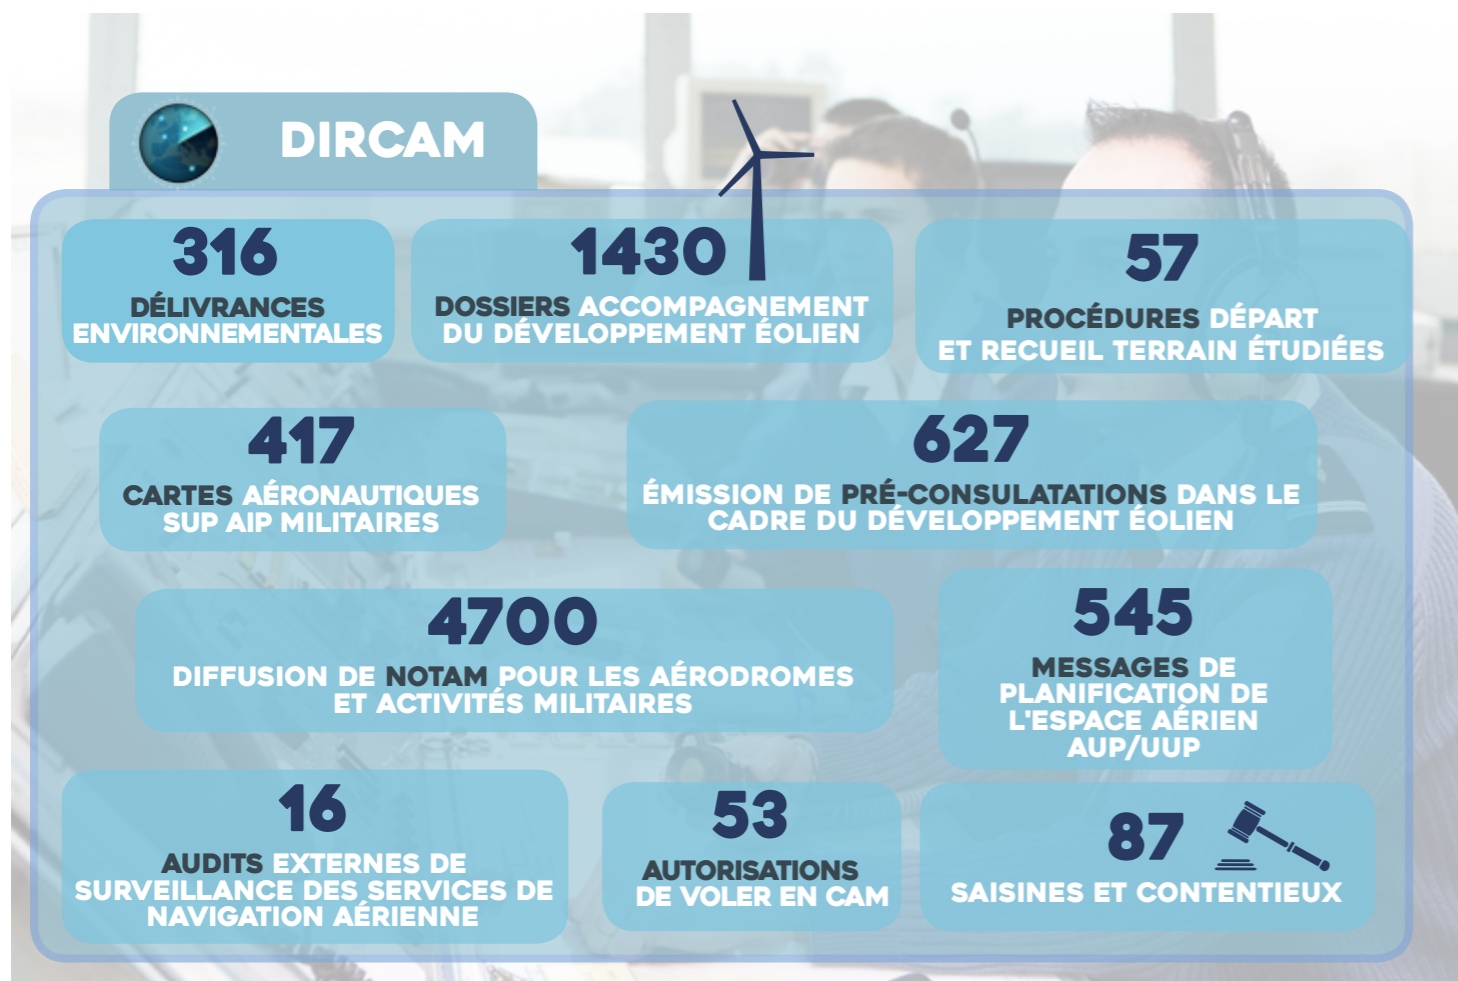 DIRCAM
316
DÉLIVRANCES
ENVIRONNEMENTALES
1430
DOSSIERS ACCOMPAGNEMENT
DU DÉVELOPPEMENT ÉOLIEN
57
PROCÉDURES DÉPART
ET RECUEIL TERRAIN ÉTUDIÉES
417
CARTES AÉRONAUTIQUES
SUP AIP MILITAIRES
627
ÉMISSION DE PRÉ-CONSULATATIONS DANS LE
CADRE DU DÉVELOPPEMENT ÉOLIEN
4700
DIFFUSION DE NOTAM POUR LES AÉRODROMES
ET ACTIVITÉS MILITAIRES
545
MESSAGES DE
PLANIFICATION DE
L'ESPACE AÉRIEN
AUP/UUP
16
AUDITS EXTERNES DE
SURVEILLANCE DES SERVICES DE
NAVIGATION AÉRIENNE
53
AUTORISATIONS
DE VOLER EN CAM
87
SAISINES ET CONTENTIEUX